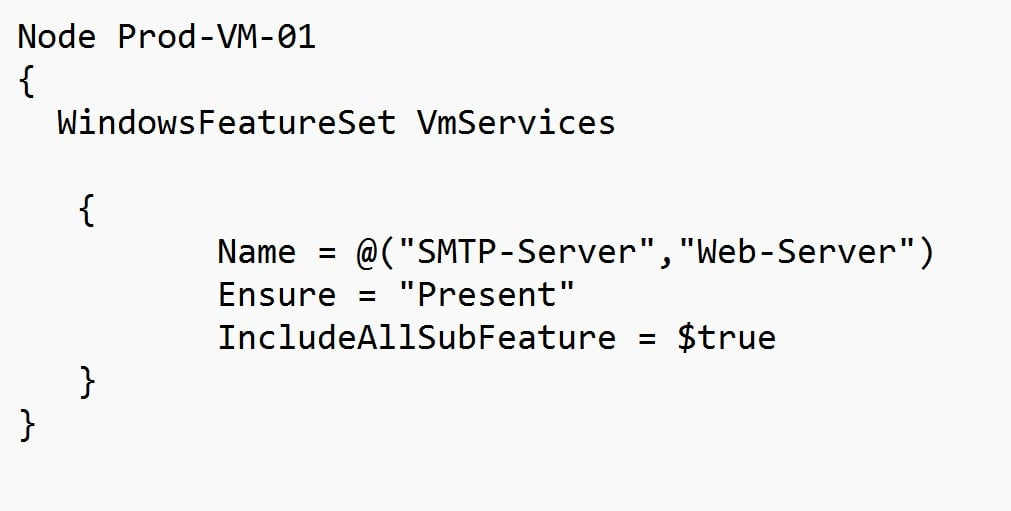 Node Prod-VM-01
{
WindowsFeatureSet VmServices
{
Name = @("SMTP-Server","Web-Server")
Ensure = "Present"
IncludeAllSubFeature = $true
}
}